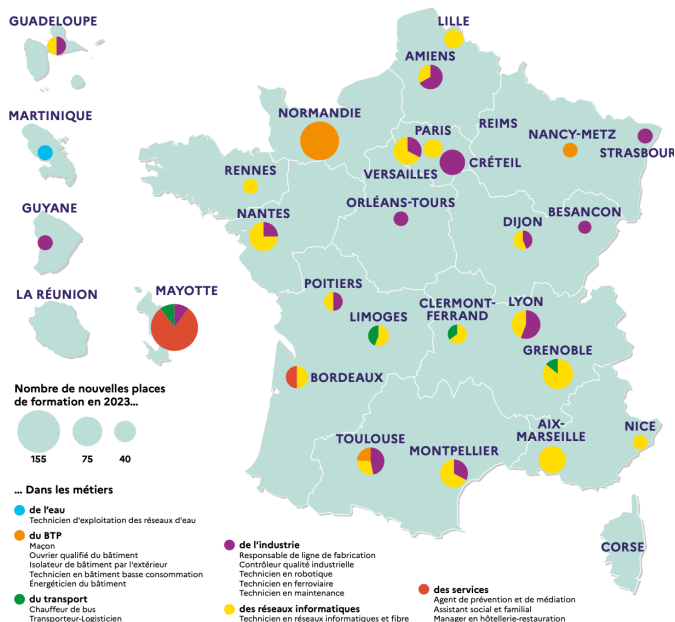 GUADELOUPE
LILLE
AMIENS
MARTINIQUE
NORMANDIE
PARIS
REIMS
NANCY-METZ
STRASBOUR
VERSAILLES
CRÉTEIL
RENNES
GUYANE
NANTES
ORLÉANS-TOURS
BESANCON
DIJON
LA RÉUNION
MAYOTTE
POITIERS
LIMOGES
CLERMONT-
FERRAND
LYON
GRENOBLE
BORDEAUX
Nombre de nouvelles places
de formation en 2023...
155
75
40
TOULOUSE
MONTPELLIER
AIX-
MARSEILLE
NICE
CORSE
... Dans les métiers
de l'eau
Technicien d'exploitation des réseaux d'eau
du BTP
Maçon
Ouvrier qualifié du bâtiment
Isolateur de bâtiment par l'extérieur
Technicien en bâtiment basse consommation
Énergéticien du bâtiment
du transport
Chauffeur de bus
Transporteur-Logisticien
de l'industrie
Responsable de ligne de fabrication
Contrôleur qualité industrielle
Technicien en robotique
Technicien en ferroviaire
Technicien en maintenance
des réseaux informatiques
Technicien en réseaux informatiques et fibre
des services
Agent de prévention et de médiation
Assistant social et familial
Manager en hôtellerie-restauration